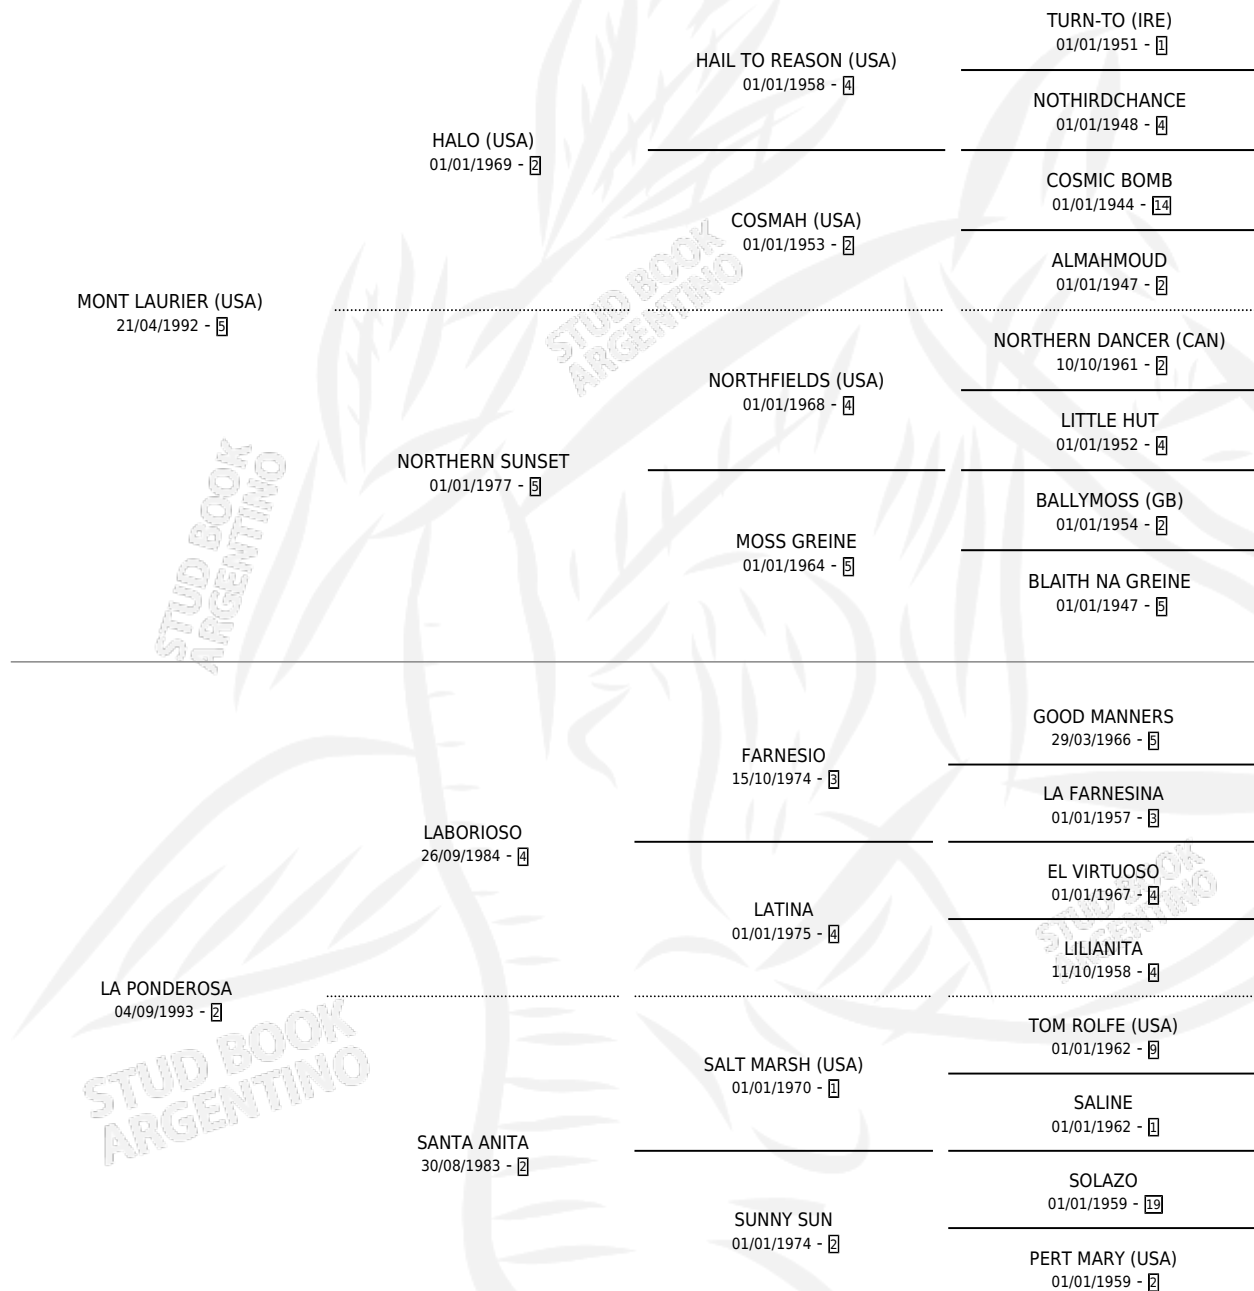 TURN-TO (IRE)
01/01/1951 - 1
HAIL TO REASON (USA)
01/01/1958 - 4
NOTHIRDCHANCE
01/01/1948 - 4
HALO (USA)
01/01/1969 - 2
COSMIC BOMB
01/01/1944 - 14
COSMAH (USA)
01/01/1953 - 2
ALMAHMOUD
01/01/1947 - 2
MONT LAURIER (USA)
21/04/1992 - 5
NORTHERN DANCER (CAN)
10/10/1961 - 2
NORTHFIELDS (USA)
01/01/1968 - 4
LITTLE HUT
01/01/1952 - 4
NORTHERN SUNSET
01/01/1977 - 5
BALLYMOSS (GB)
01/01/1954 - 2
MOSS GREINE
01/01/1964 - 5
BLAITH NA GREINE
01/01/1947 - 5
GOOD MANNERS
29/03/1966 - 5
FARNESIO
15/10/1974 - 3
LA FARNESINA
01/01/1957 - 3
LABORIOSO
26/09/1984 - 4
EL VIRTUOSO
01/01/1967 - 4
LATINA
01/01/1975 - 4
LILIANITA
11/10/1958 - 4
LA PONDEROSA
04/09/1993 - 2
TOM ROLFE (USA)
01/01/1962 - 9
SALT MARSH (USA)
01/01/1970 - 1
SALINE
01/01/1962 - 1
SANTA ANITA
30/08/1983 - 2
SOLAZO
01/01/1959 - 19
SUNNY SUN
01/01/1974 - 2
PERT MARY (USA)
01/01/1959 - 2
STUD BOOK
ARGENTINO
STUD BOOK
ARGENTINO
STUD BOOK
ARGENTINO
STUD BOOK
ARGENTINO